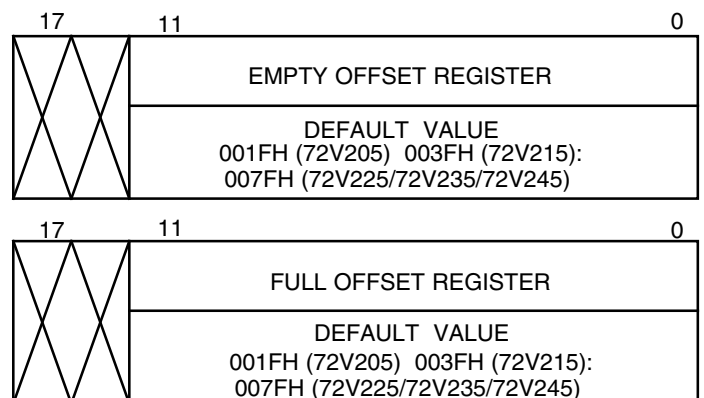 17 11 0
EMPTY OFFSET REGISTER
DEFAULT VALUE
001FH (72V205) 003FH (72V215):
007FH (72V225/72V235/72V245)
17 11 0
FULL OFFSET REGISTER
DEFAULT VALUE
001FH (72V205) 003FH (72V215):
007FH (72V225/72V235/72V245)